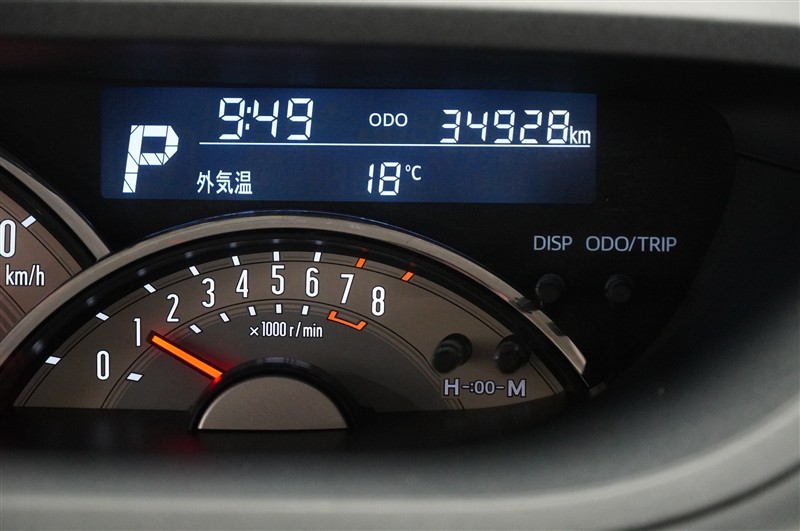 P
9:49 ODO 34928km
外気温 18°C
DISP ODO/TRIP
0
km/h
0 1 2 3 4 5 6 7 8
×1000 r/min
H-:00-M